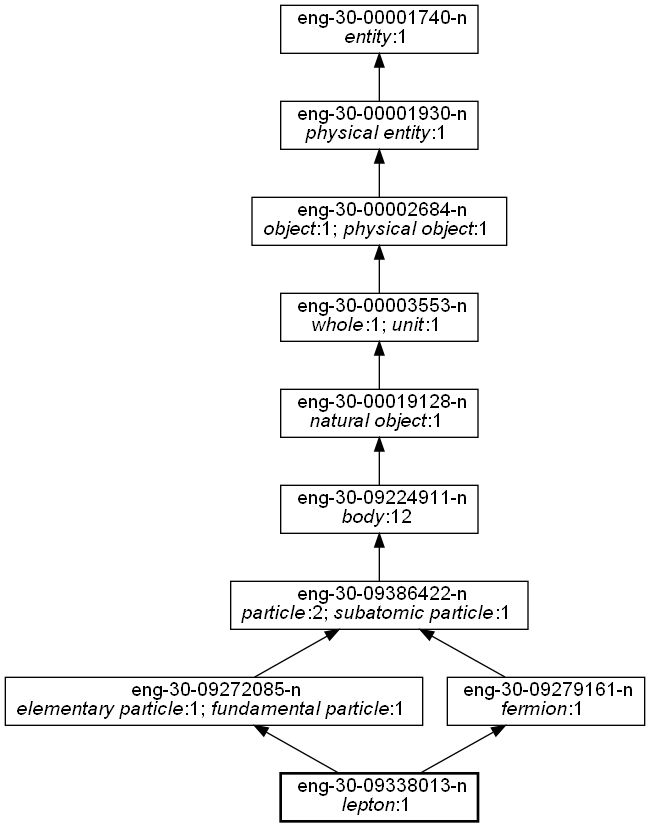 eng-30-00001740-n
entity:1
eng-30-00001930-n
physical entity:1
eng-30-00002684-n
object:1; physical object:1
eng-30-00003553-n
whole:1; unit:1
eng-30-00019128-n
natural object:1
eng-30-09224911-n
body:12
eng-30-09386422-n
particle:2; subatomic particle:1
eng-30-09272085-n
elementary particle:1; fundamental particle:1
eng-30-09279161-n
fermion:1
eng-30-09338013-n
lepton:1